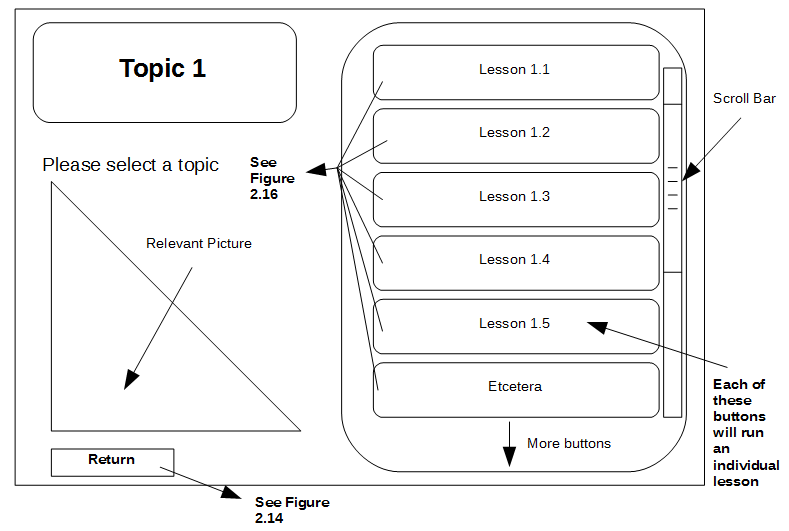 Topic 1
Please select a topic
See
Figure
2.16
Relevant Picture
Return
See Figure
2.14
Lesson 1.1
Lesson 1.2
Lesson 1.3
Lesson 1.4
Lesson 1.5
Etcetera
More buttons
Scroll Bar
Each of
these
buttons
will run
an
individual
lesson